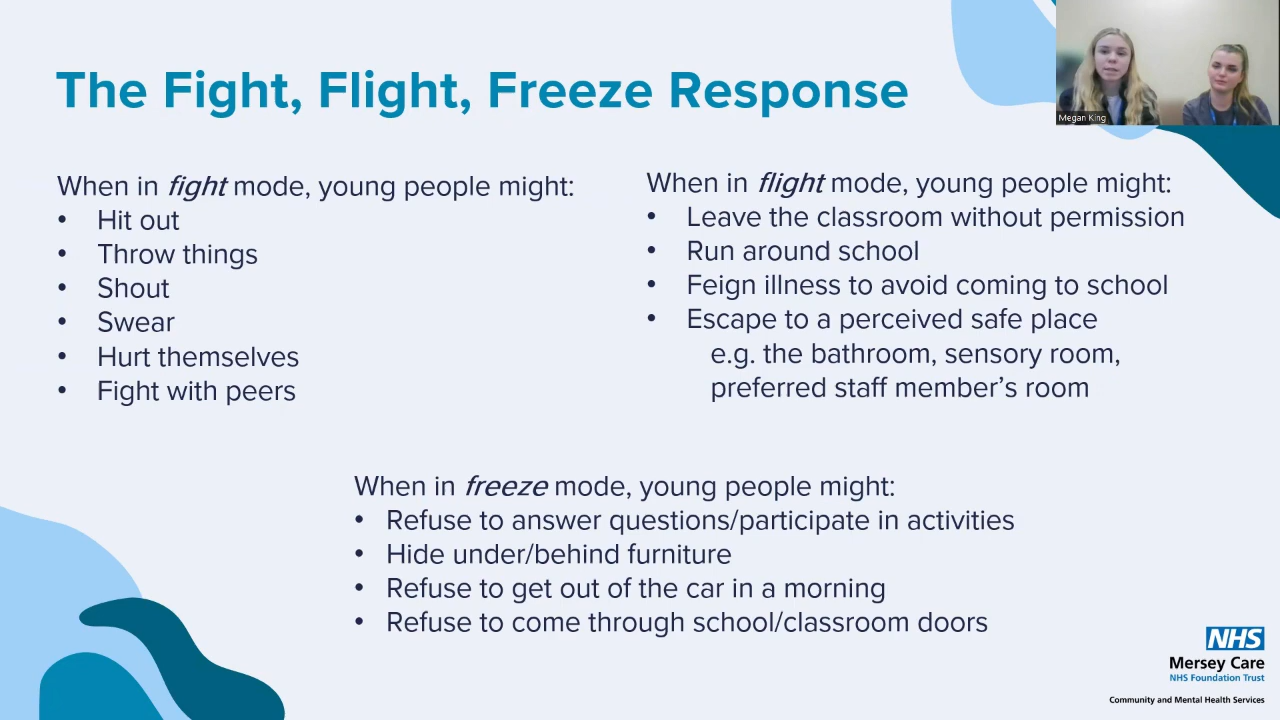 The Fight, Flight, Freeze Response
Megan King
When in fight mode, young people might:
• Hit out
• Throw things
• Shout
• Swear
• Hurt themselves
• Fight with peers
When in flight mode, young people might:
• Leave the classroom without permission
• Run around school
• Feign illness to avoid coming to school
• Escape to a perceived safe place
e.g. the bathroom, sensory room,
preferred staff member’s room
When in freeze mode, young people might:
• Refuse to answer questions/participate in activities
• Hide under/behind furniture
• Refuse to get out of the car in a morning
• Refuse to come through school/classroom doors
NHS
Mersey Care
NHS Foundation Trust
Community and Mental Health Services